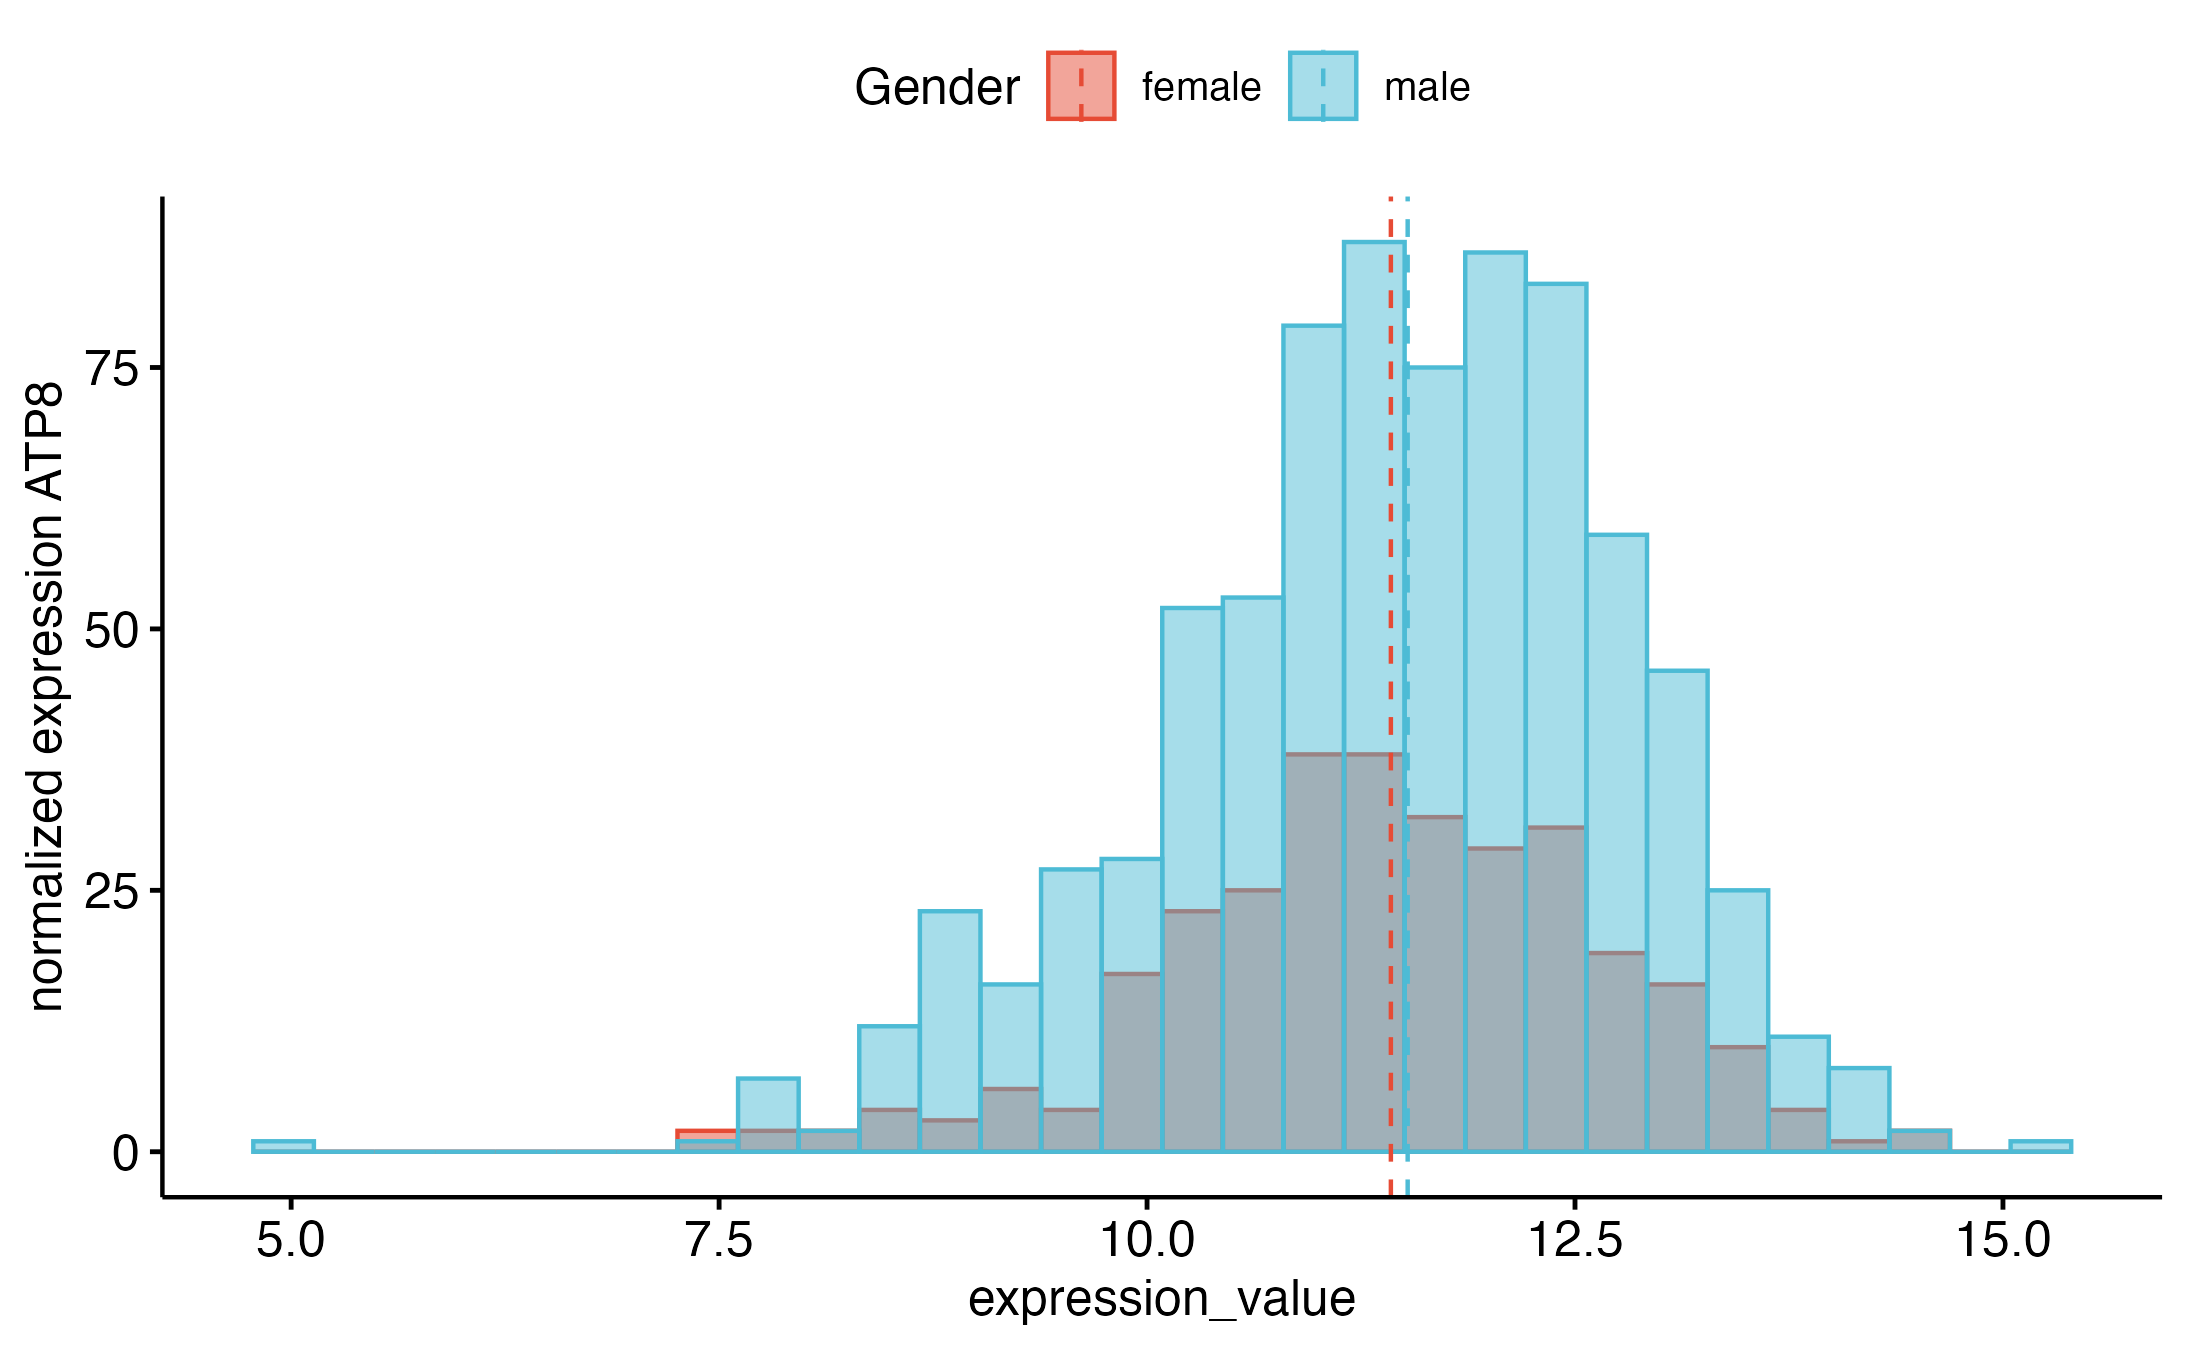 Gender female male
normalized expression ATP8
75
50
25
0
5.0 7.5 10.0 12.5 15.0
expression_value